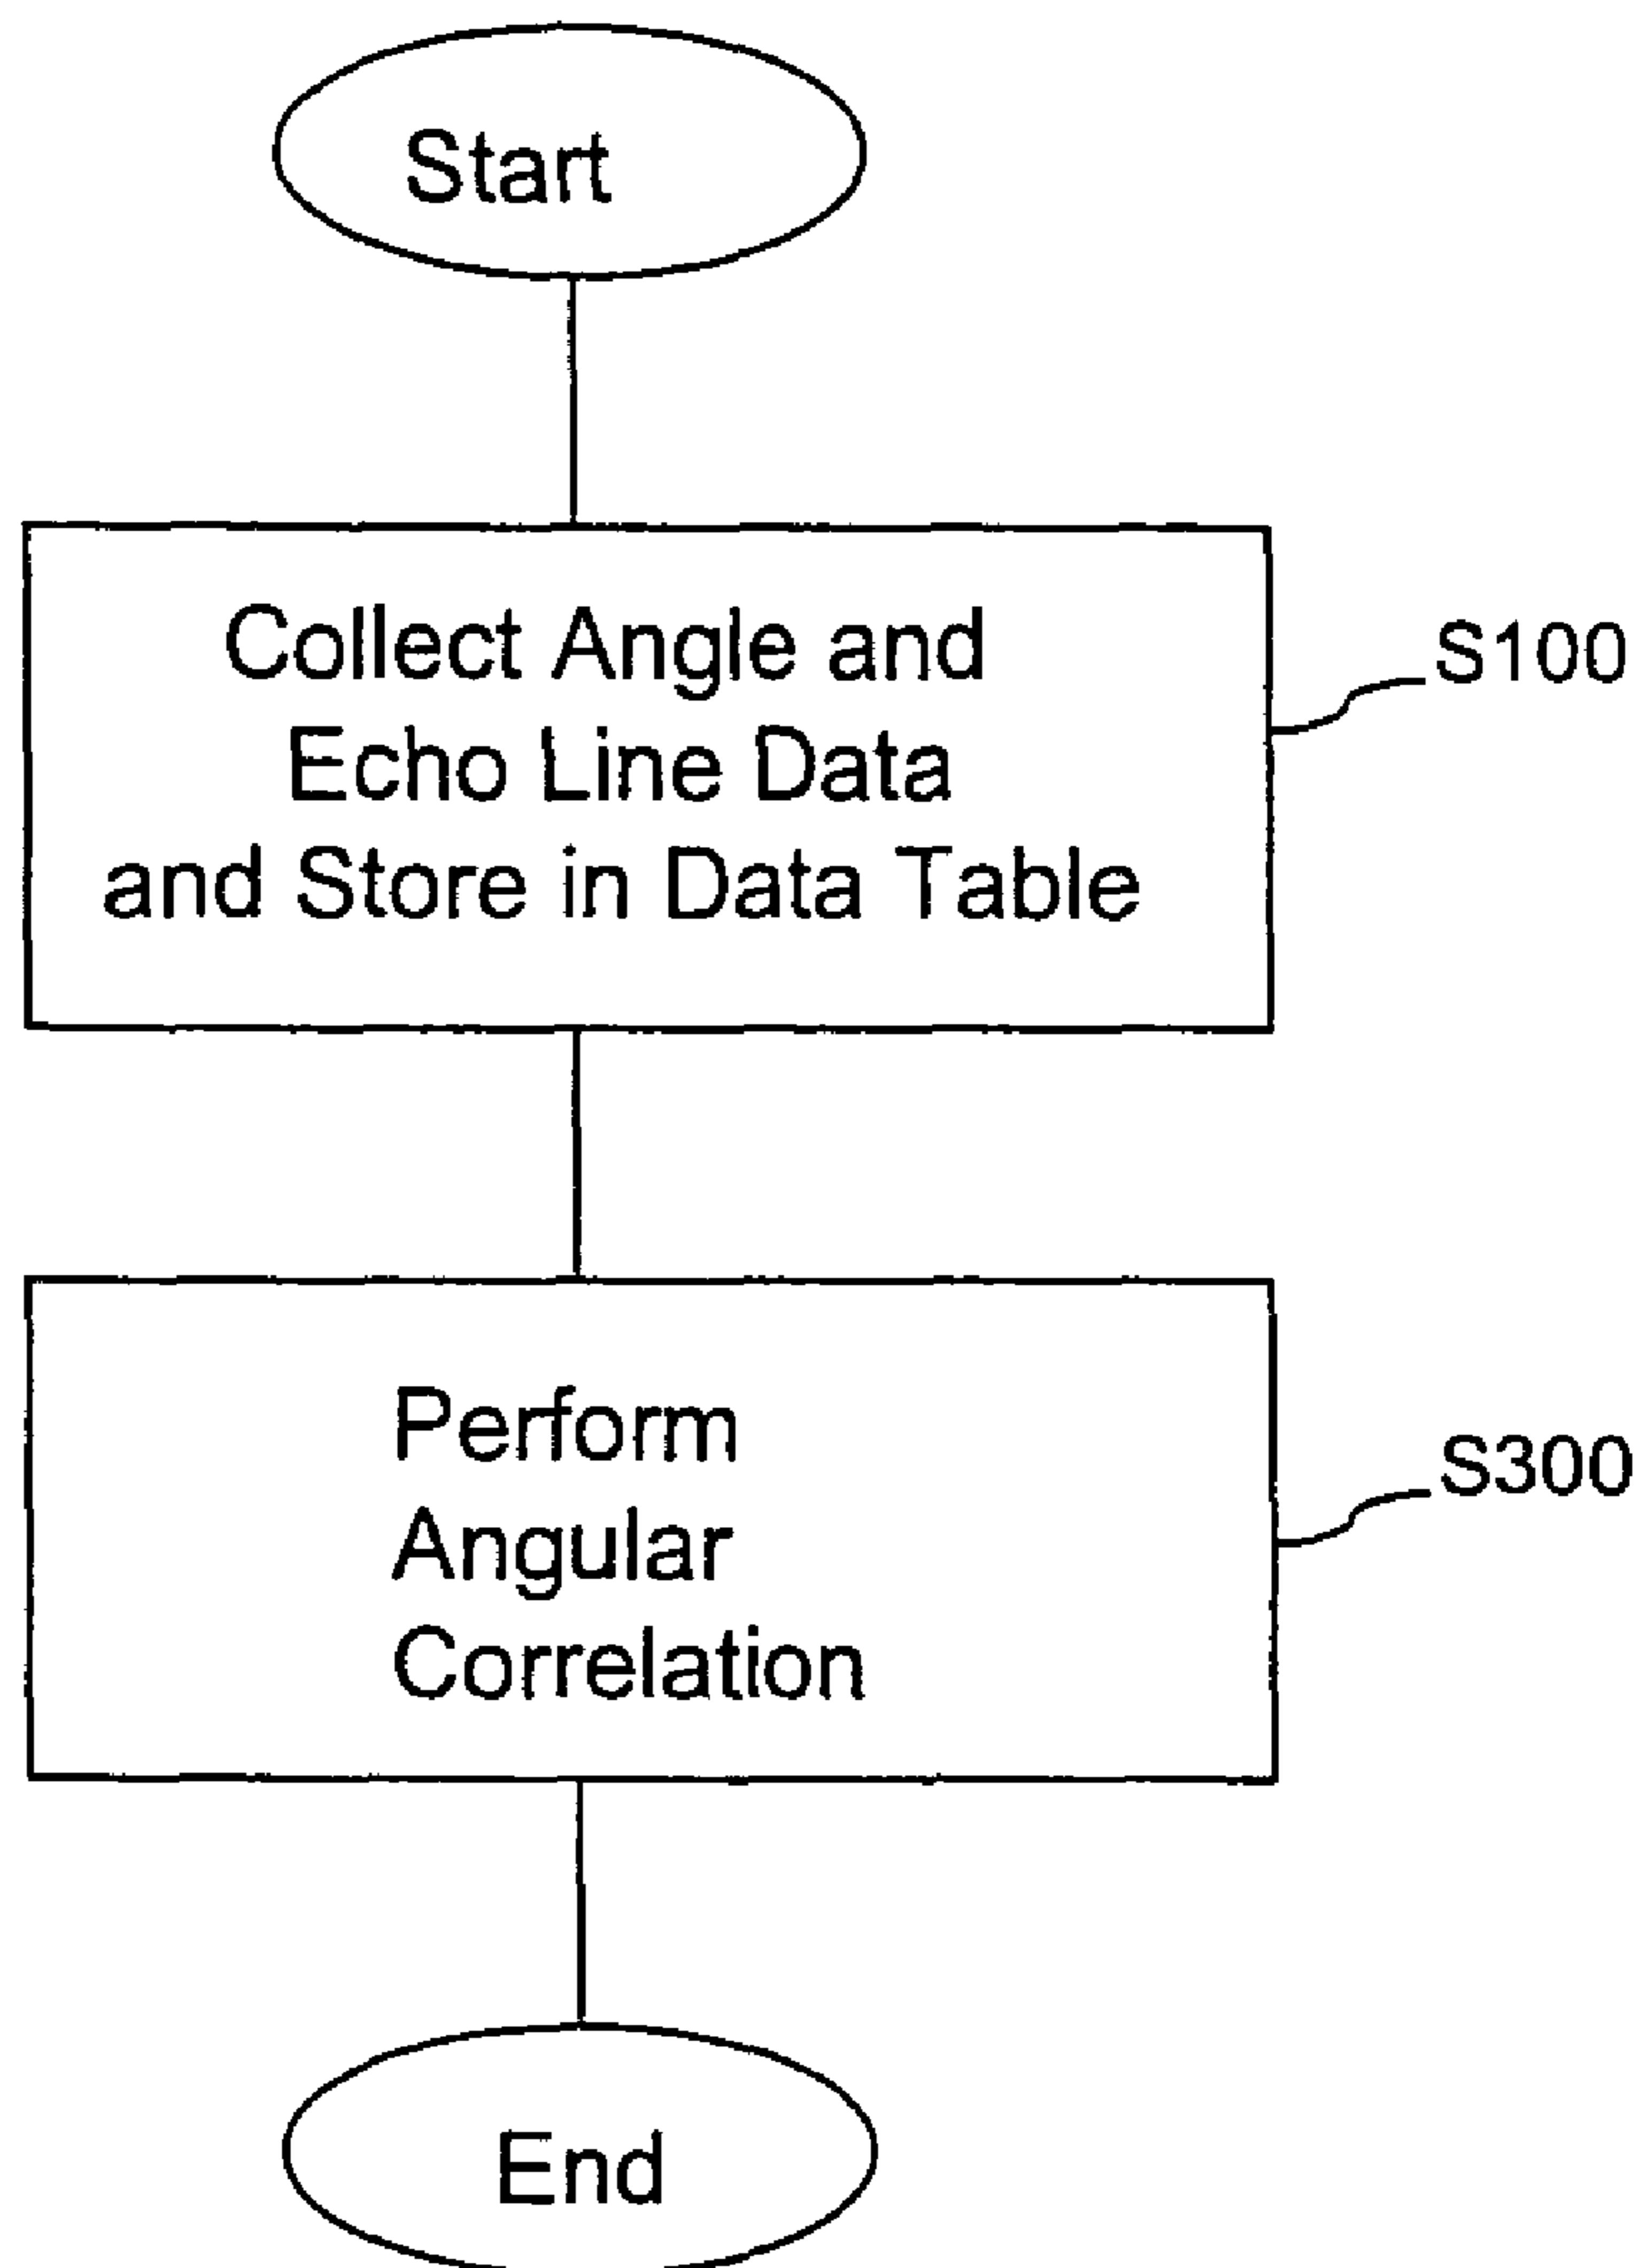 Start
Collect Angle and
Echo Line Data
and Store in Data Table
S100
Perform
Angular
Correlation
S300
End